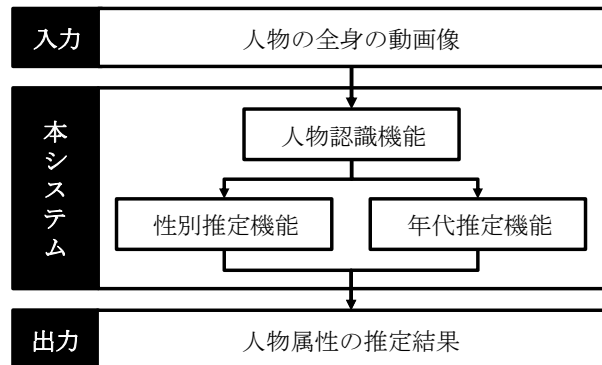 入力
人物の全身の動画像
本システム
人物認識機能
性別推定機能
年代推定機能
出力
人物属性の推定結果